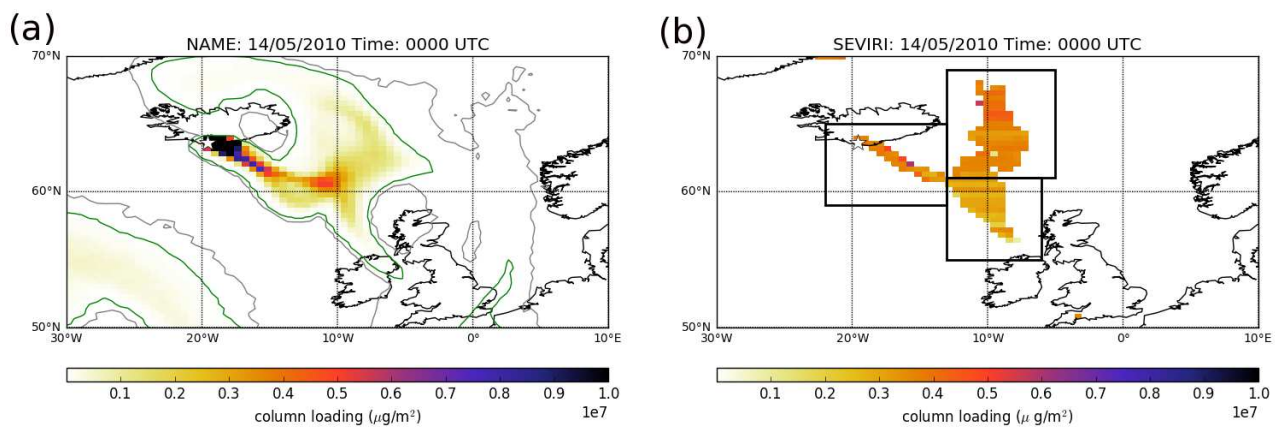 (a)
NAME: 14/05/2010 Time: 0000 UTC
70°N
60°N
50°N
30°W 20°W 10°W 0° 10°E
0.1 0.2 0.3 0.4 0.5 0.6 0.7 0.8 0.9 1.0
1e7
column loading (μg/m²)
(b)
SEVIRI: 14/05/2010 Time: 0000 UTC
70°N
60°N
50°N
30°W 20°W 10°W 0° 10°E
0.1 0.2 0.3 0.4 0.5 0.6 0.7 0.8 0.9 1.0
1e7
column loading (μ g/m²)